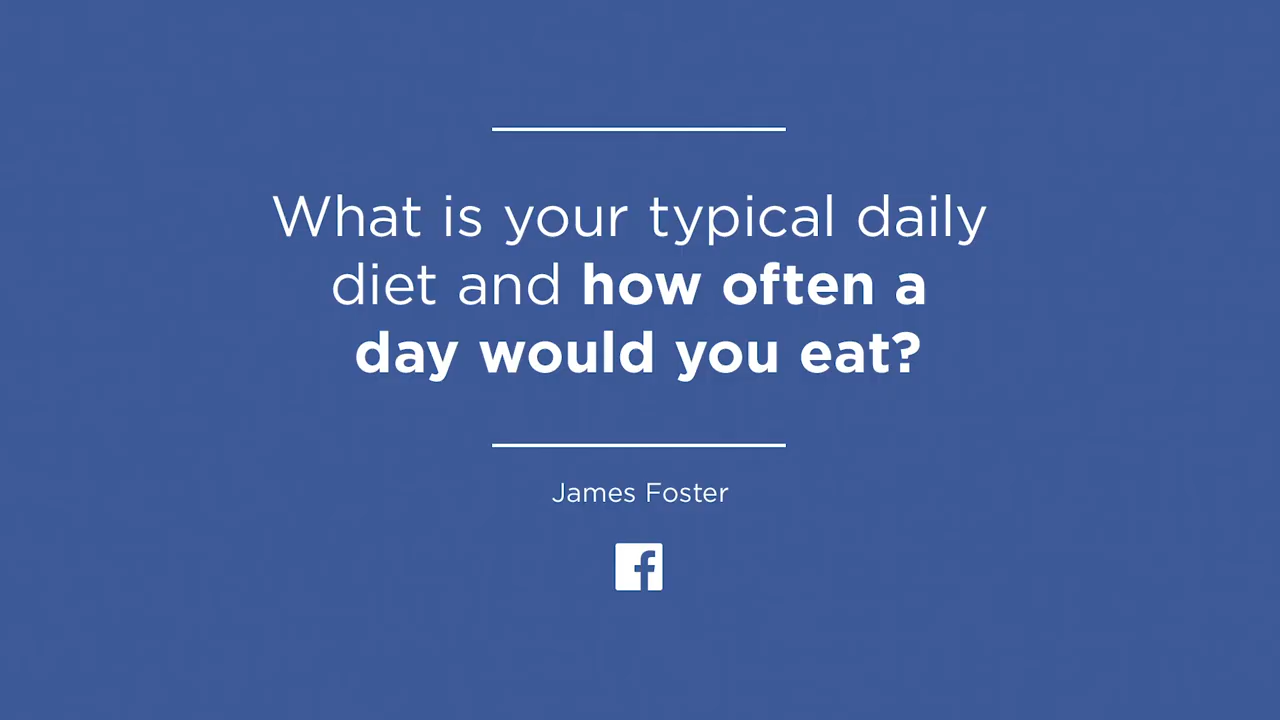 What is your typical daily
diet and how often a
day would you eat?
James Foster